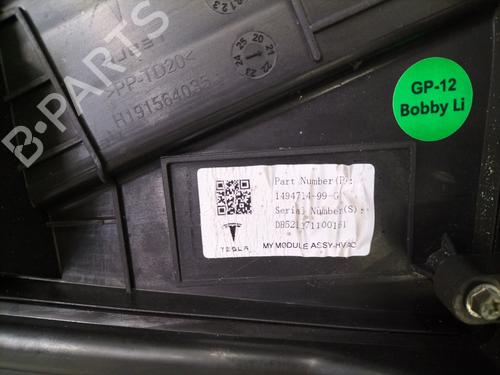 >PP-TD20<
H191564035
GP-12
Bobby Li
Part Number(P):
1494714-99-G
Serial Number(S):
TESLA
MY MODULE ASSY-HVAC
B-PARTS